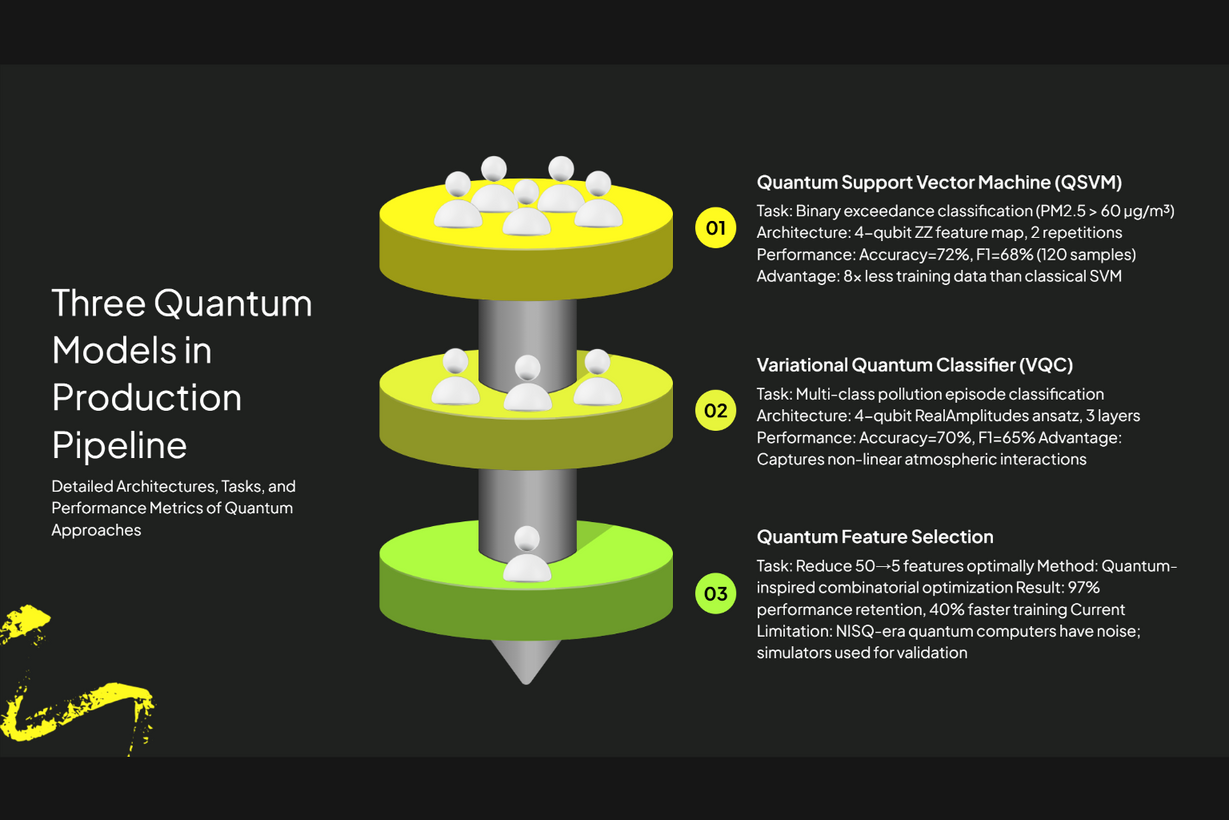 Three Quantum
Models in
Production
Pipeline
Detailed Architectures, Tasks, and
Performance Metrics of Quantum
Approaches
01
Quantum Support Vector Machine (QSVM)
Task: Binary exceedance classification (PM2.5 > 60 µg/m³)
Architecture: 4-qubit ZZ feature map, 2 repetitions
Performance: Accuracy=72%, F1=68% (120 samples)
Advantage: 8× less training data than classical SVM
02
Variational Quantum Classifier (VQC)
Task: Multi-class pollution episode classification
Architecture: 4-qubit RealAmplitudes ansatz, 3 layers
Performance: Accuracy=70%, F1=65% Advantage:
Captures non-linear atmospheric interactions
03
Quantum Feature Selection
Task: Reduce 50→5 features optimally Method: Quantum-
inspired combinatorial optimization Result: 97%
performance retention, 40% faster training Current
Limitation: NISQ-era quantum computers have noise;
simulators used for validation